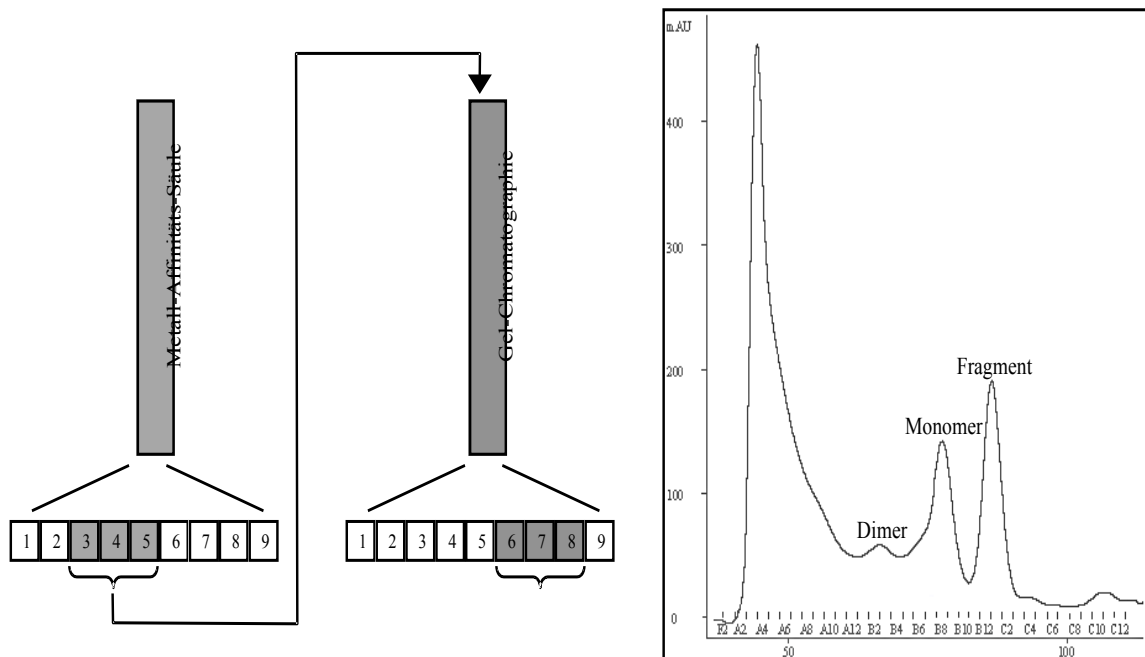 Metall-Affinitäts-Säule
1 2 3 4 5 6 7 8 9
Gel-Chromatographie
1 2 3 4 5 6 7 8 9
mAU
400
300
200
100
0
Dimer
Monomer
Fragment
F2 A2 A4 A6 A8 A10 A12 B2 B4 B6 B8 B10 B12 C2 C4 C6 C8 C10 C12
50 100